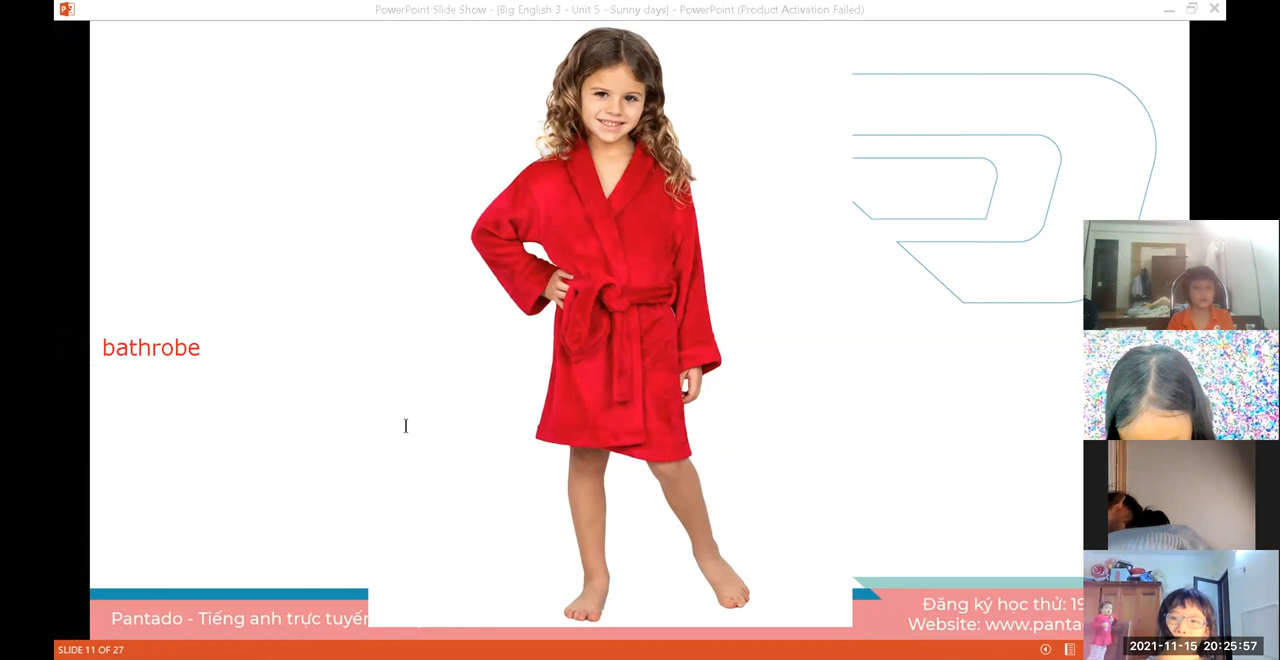 PowerPoint Slide Show - [Big English 3 - Unit 5 - Sunny days] - PowerPoint (Product Activation Failed)
bathrobe
Pantado - Tiếng anh trực tuyến
Đăng ký học thử: 19
Website: www.panta
SLIDE 11 OF 27
2021-11-15 20:25:57